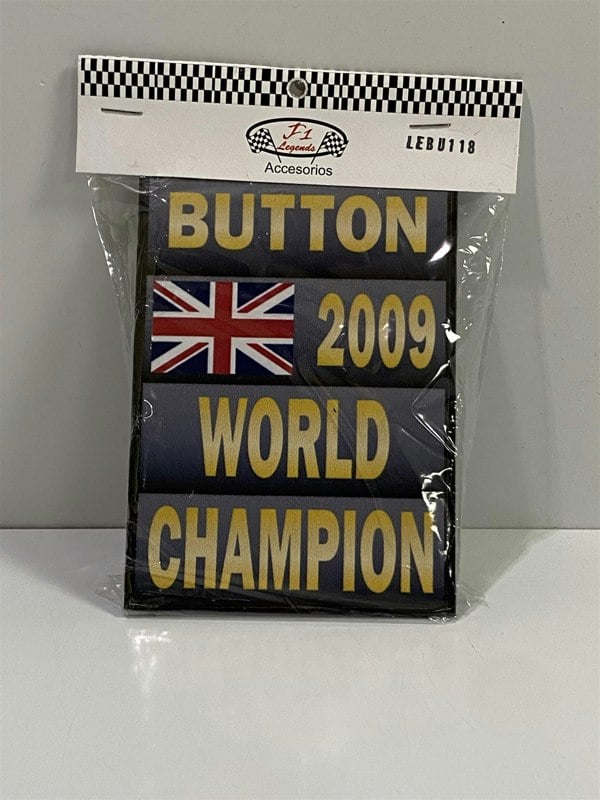 F1
Legends
Accesorios
LEBU118
BUTTON
2009
WORLD
CHAMPION